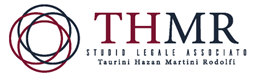 THMR
STUDIO LEGALE ASSOCIATO
Taurini Hazan Martini Rodolfi